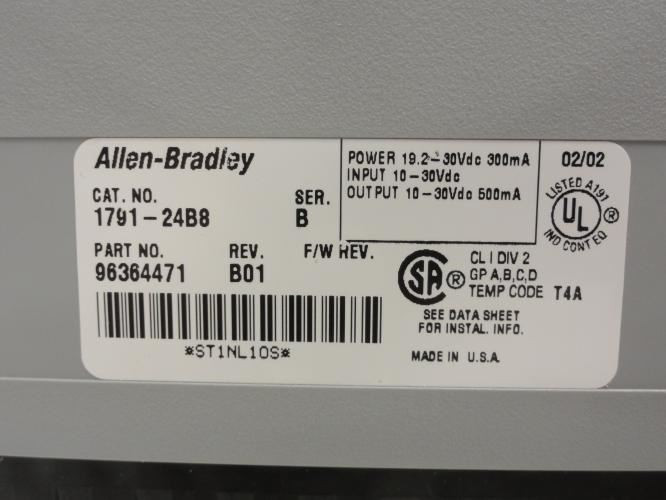 Allen-Bradley
CAT. NO. SER.
1791-24B8 B
PART NO. REV. F/W REV.
96364471 B01
*ST1NL10S*
POWER 19.2-30Vdc 300mA
INPUT 10-30Vdc
OUTPUT 10-30Vdc 500mA
02/02
LISTED A197
UL ®
IND CONT EQ
SA ®
CL I DIV 2
GP A,B,C,D
TEMP CODE T4A
SEE DATA SHEET
FOR INSTAL. INFO.
MADE IN U.S.A.